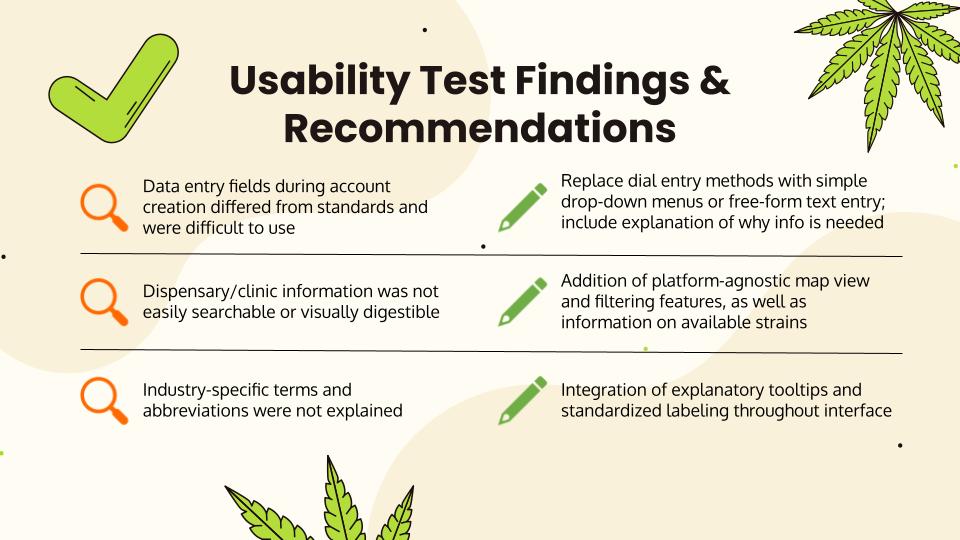 Usability Test Findings &
Recommendations
Data entry fields during account
creation differed from standards and
were difficult to use
Replace dial entry methods with simple
drop-down menus or free-form text entry;
include explanation of why info is needed
Dispensary/clinic information was not
easily searchable or visually digestible
Addition of platform-agnostic map view
and filtering features, as well as
information on available strains
Industry-specific terms and
abbreviations were not explained
Integration of explanatory tooltips and
standardized labeling throughout interface